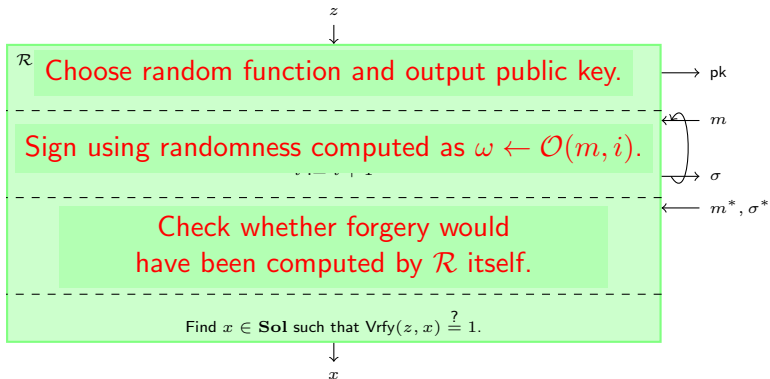 z
R Choose random function and output public key.
pk
m
Sign using randomness computed as ω ← O(m, i).
σ
m*, σ*
Check whether forgery would
have been computed by R itself.
Find x ∈ Sol such that Vrfy(z, x) ≟ 1.
x